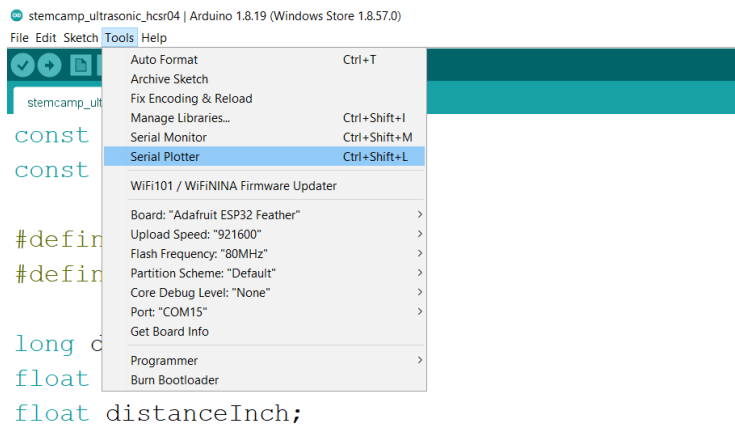 stemcamp_ultrasonic_hcsr04 | Arduino 1.8.19 (Windows Store 1.8.57.0)
File Edit Sketch Tools Help
Auto Format Ctrl+T
Archive Sketch
Fix Encoding & Reload
Manage Libraries... Ctrl+Shift+I
Serial Monitor Ctrl+Shift+M
Serial Plotter Ctrl+Shift+L
WiFi101 / WiFiNINA Firmware Updater
Board: "Adafruit ESP32 Feather"
Upload Speed: "921600"
Flash Frequency: "80MHz"
Partition Scheme: "Default"
Core Debug Level: "None"
Port: "COM15"
Get Board Info
Programmer
Burn Bootloader
stemcamp_ult
const
const
#defin
#defin
long d
float
float distanceInch;